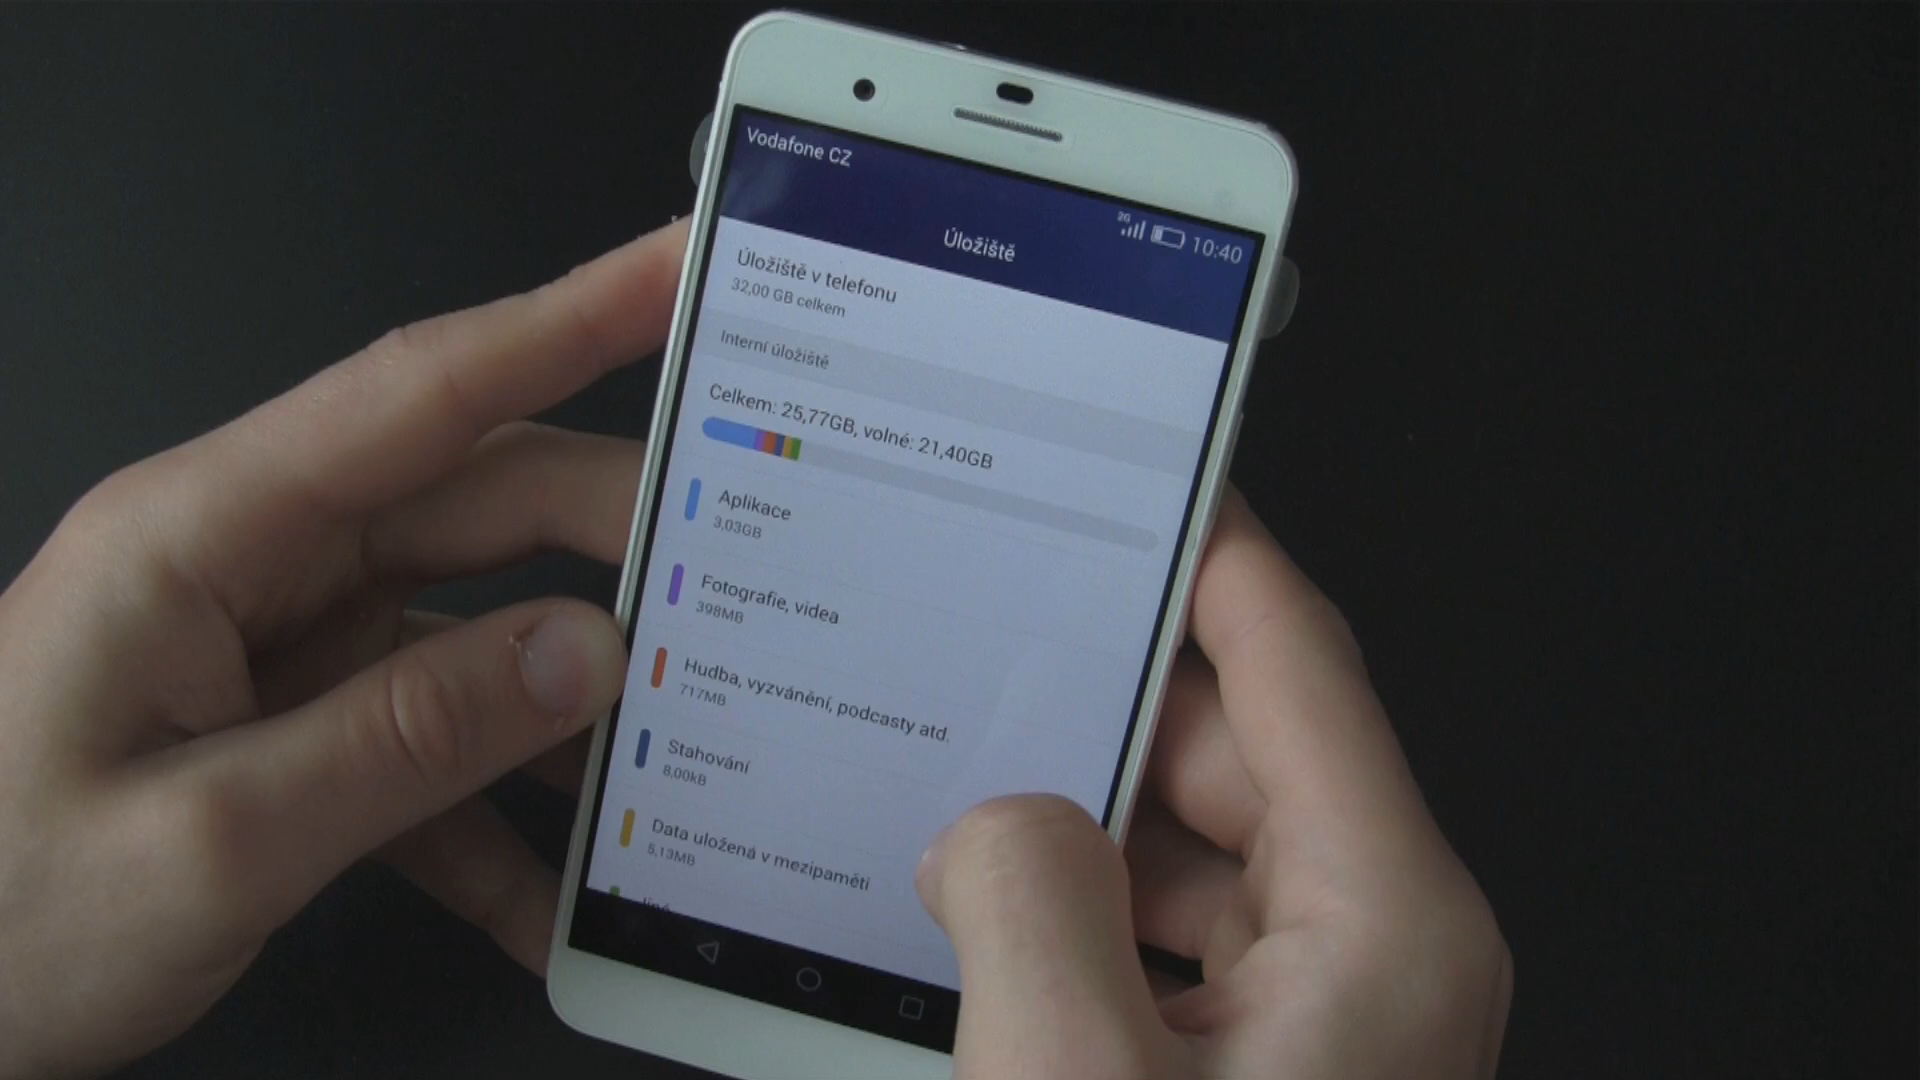 Vodafone CZ
2G
10:40
Úložiště
Úložiště v telefonu
32,00 GB celkem
Interní úložiště
Celkem: 25,77GB, volné: 21,40GB
Aplikace
3,03GB
Fotografie, videa
398MB
Hudba, vyzvánění, podcasty atd.
717MB
Stahování
8,00kB
Data uložená v mezipaměti
5,13MB
Jiné